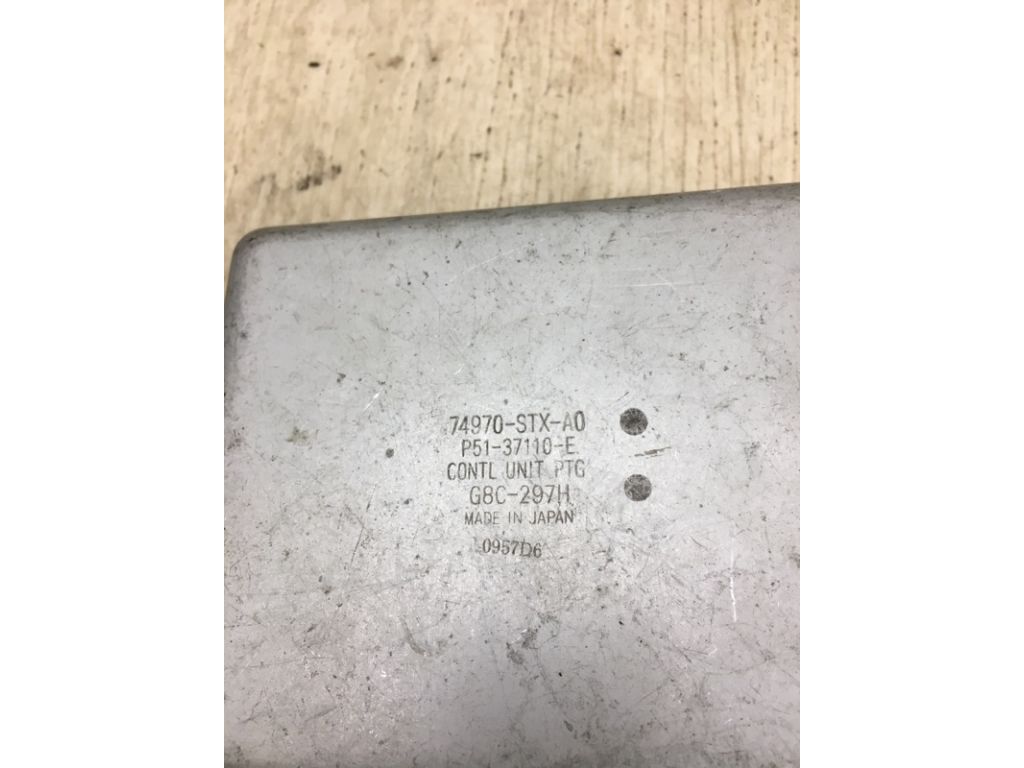 74970-STX-A0
P51-37110-E
CONTL UNIT PTG
G8C-297H
MADE IN JAPAN
0957D6